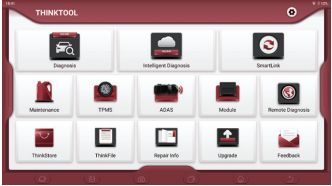 THINKTOOL
Diagnosis Intelligent Diagnosis SmartLink
Maintenance TPMS ADAS Module Remote Diagnosis
ThinkStore ThinkFile Repair Info Upgrade Feedback